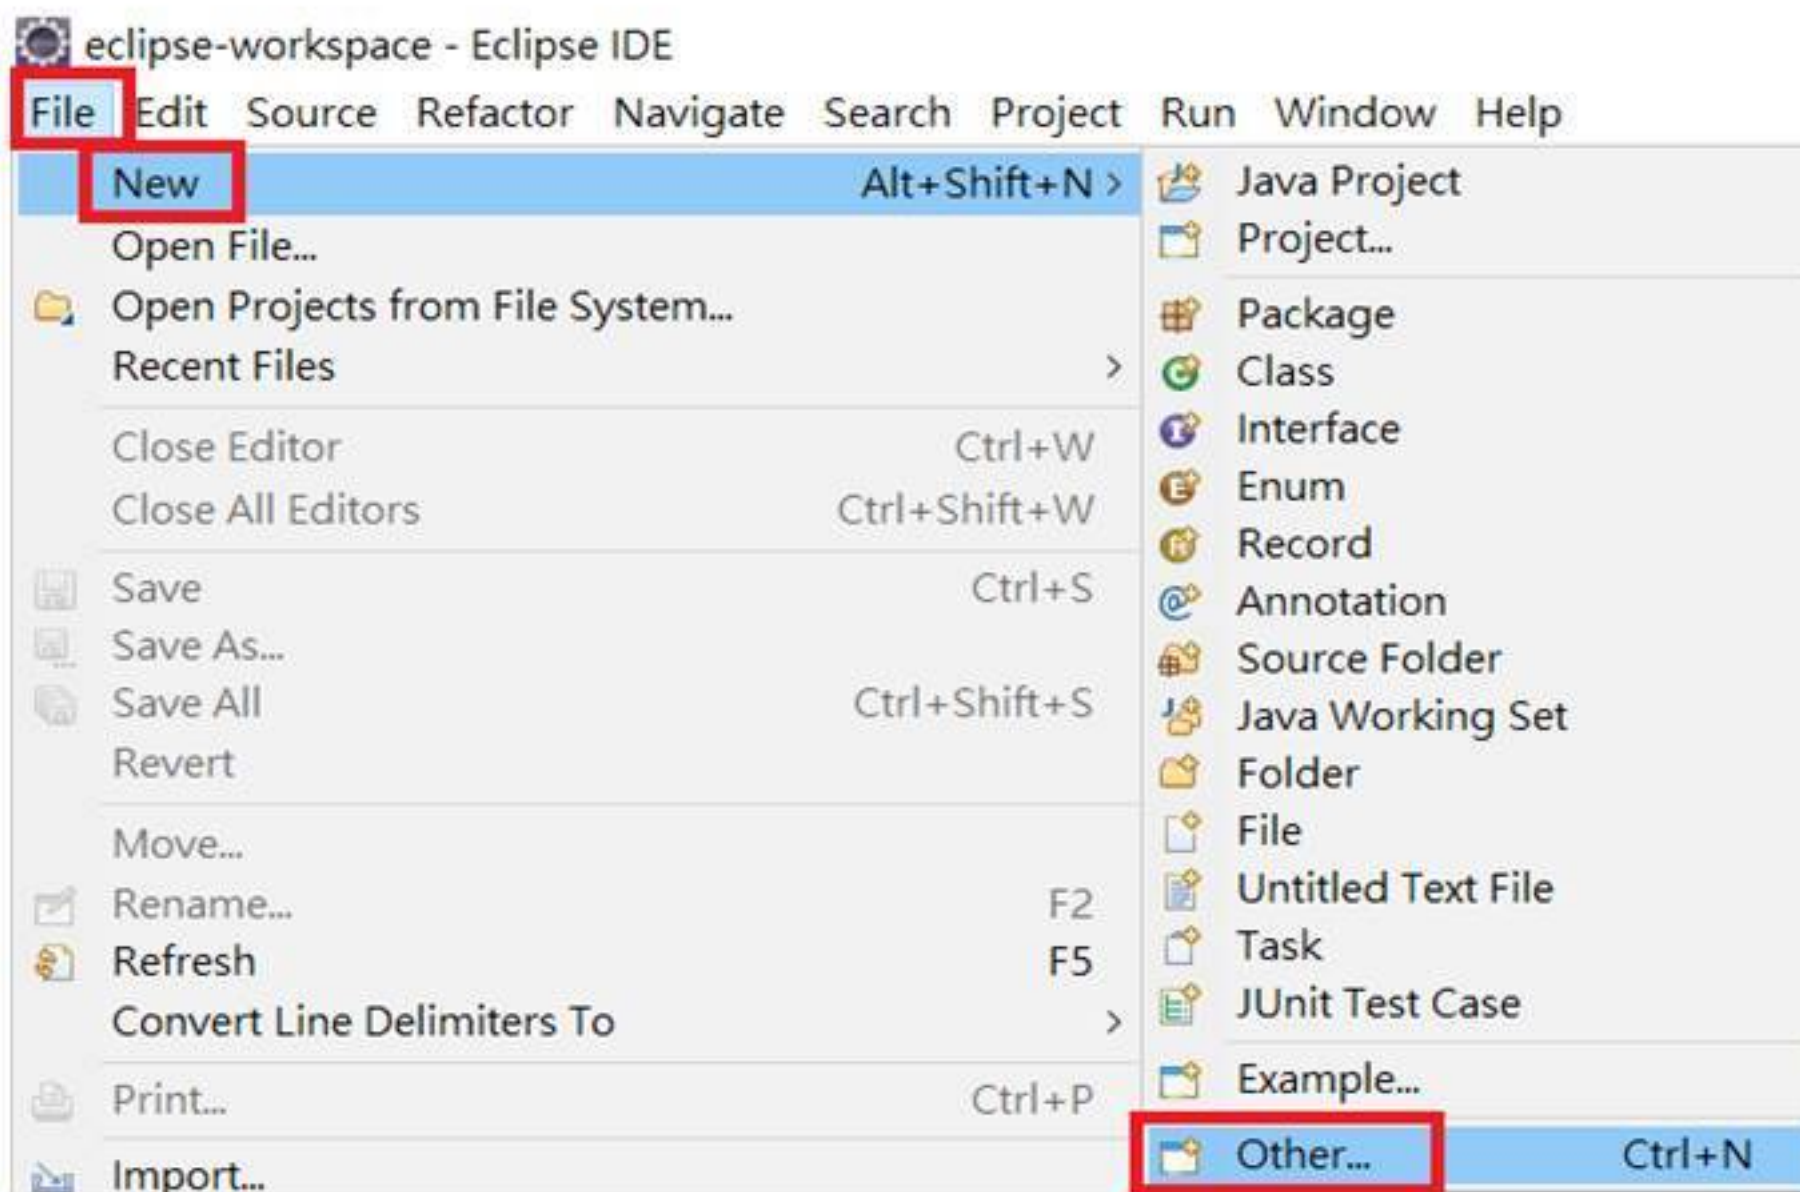 eclipse-workspace - Eclipse IDE
File Edit Source Refactor Navigate Search Project Run Window Help
New Alt+Shift+N >
Open File...
Open Projects from File System...
Recent Files >
Close Editor Ctrl+W
Close All Editors Ctrl+Shift+W
Save Ctrl+S
Save As...
Save All Ctrl+Shift+S
Revert
Move...
Rename... F2
Refresh F5
Convert Line Delimiters To >
Print... Ctrl+P
Import...
Java Project
Project...
Package
Class
Interface
Enum
Record
Annotation
Source Folder
Java Working Set
Folder
File
Untitled Text File
Task
JUnit Test Case
Example...
Other... Ctrl+N